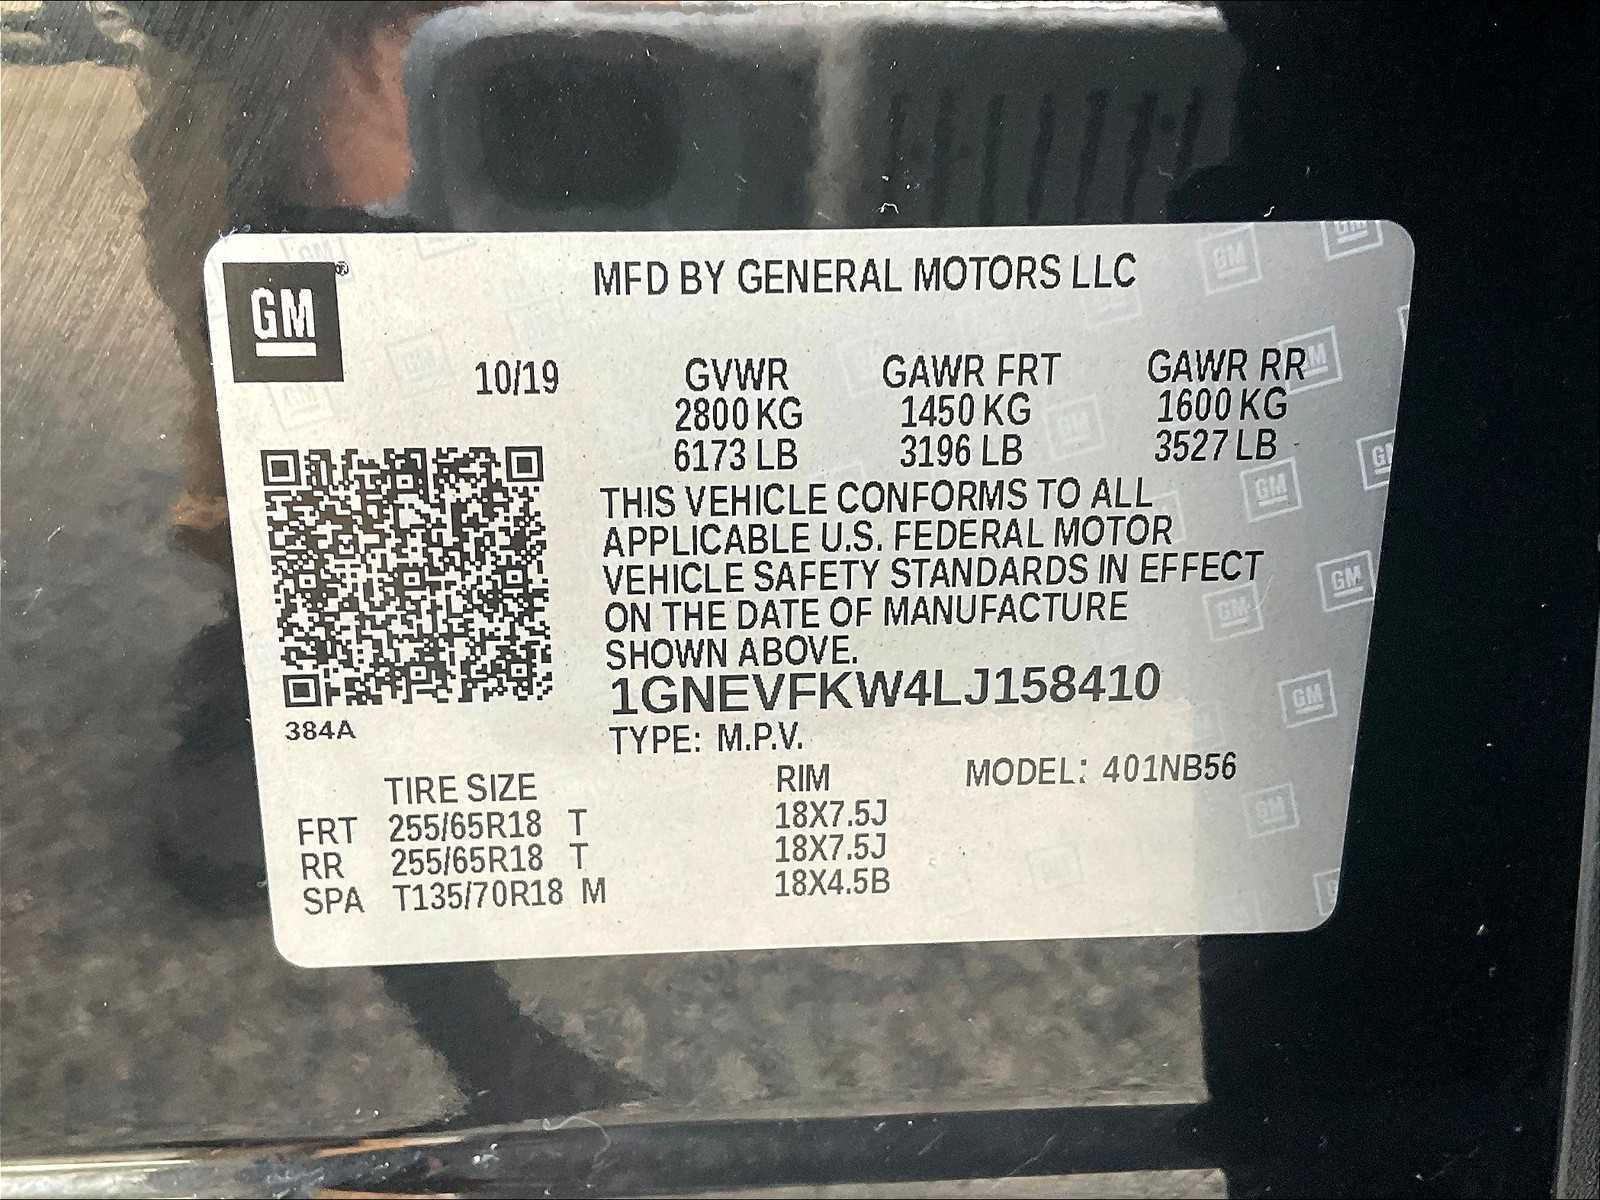 GM®
MFD BY GENERAL MOTORS LLC
10/19 GVWR GAWR FRT GAWR RR
2800 KG 1450 KG 1600 KG
6173 LB 3196 LB 3527 LB
THIS VEHICLE CONFORMS TO ALL
APPLICABLE U.S. FEDERAL MOTOR
VEHICLE SAFETY STANDARDS IN EFFECT
ON THE DATE OF MANUFACTURE
SHOWN ABOVE.
1GNEVFKW4LJ158410
384A
TYPE: M.P.V.
TIRE SIZE RIM MODEL: 401NB56
FRT 255/65R18 T 18X7.5J
RR 255/65R18 T 18X7.5J
SPA T135/70R18 M 18X4.5B